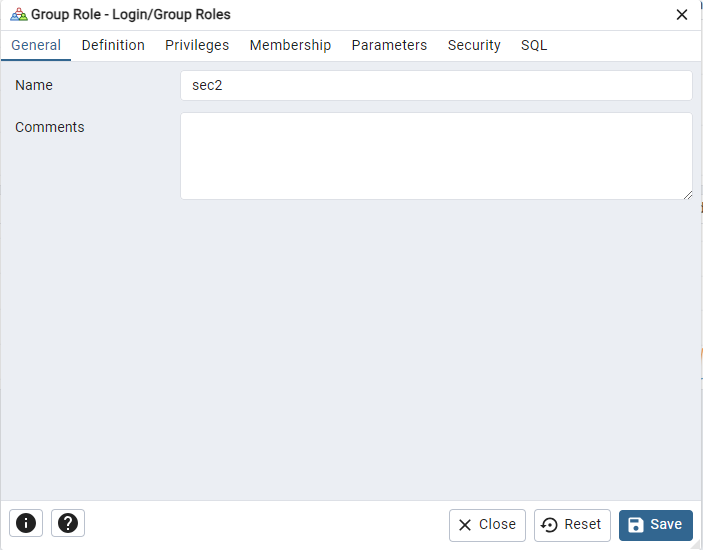 Group Role - Login/Group Roles
General Definition Privileges Membership Parameters Security SQL
Name sec2
Comments
Close Reset Save